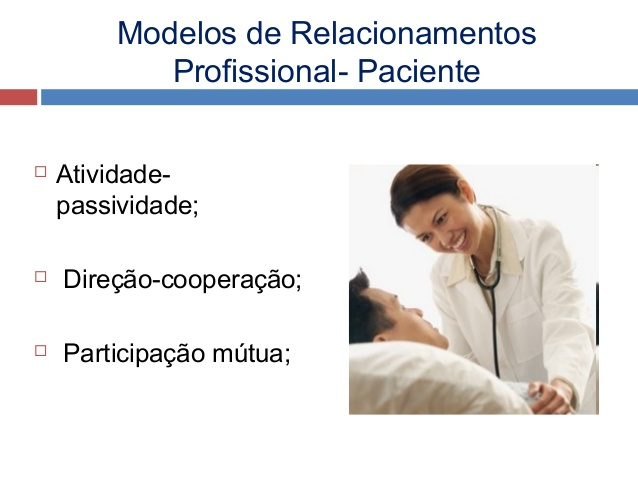 Modelos de Relacionamentos
Profissional- Paciente
Atividade-
passividade;
Direção-cooperação;
Participação mútua;